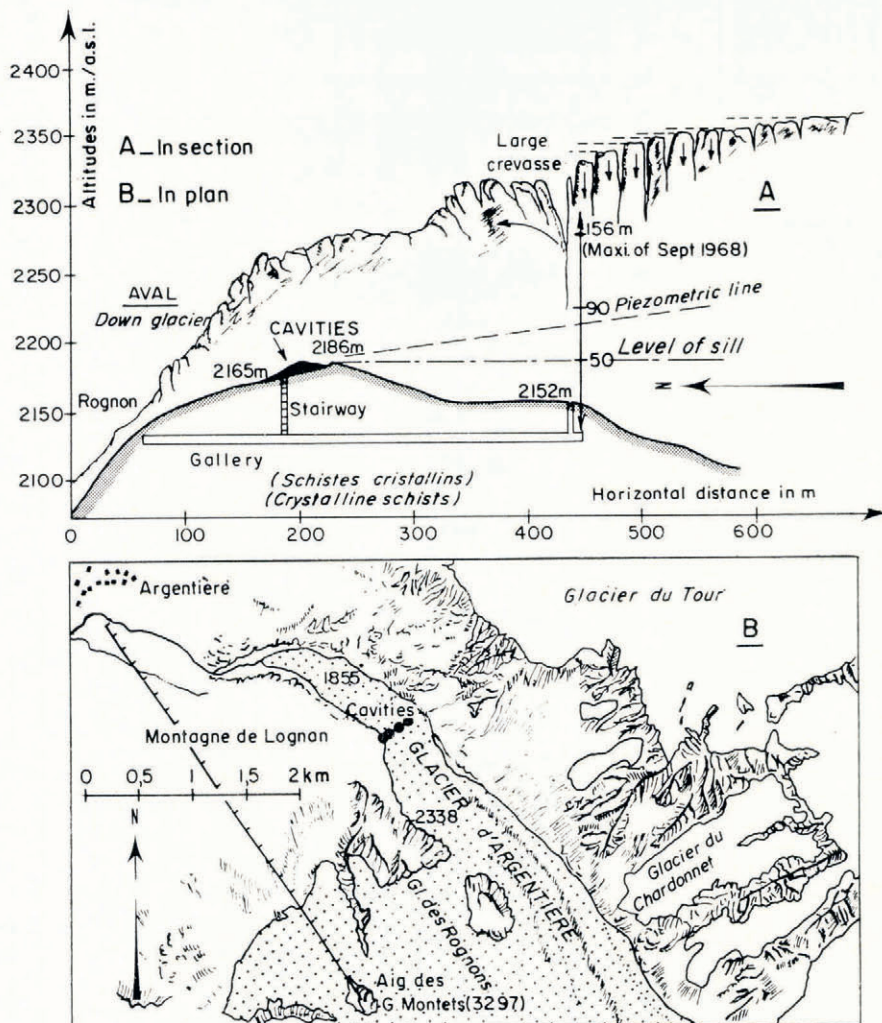 Altitudes in m./a.s.l.
2400
2350
2300
2250
2200
2150
2100
A_In section
B_In plan
Large
crevasse
A
156 m
(Maxi. of Sept 1968)
90 Piezometric line
AVAL
Down glacier
CAVITIES
2186m
50 Level of sill
2165m
N
Rognon
Stairway
2152m
Gallery
(Schistes cristallins)
(Crystalline schists)
Horizontal distance in m
0 100 200 300 400 500 600
Argentière
Glacier du Tour
B
1855
Cavities
Montagne de Lognan
0 0,5 1 2 km
N
GLACIER
d'ARGENTIÈRE
2338
Gl. des Rognons
Glacier du
Chardonnet
Aig des
G. Montets(3297)